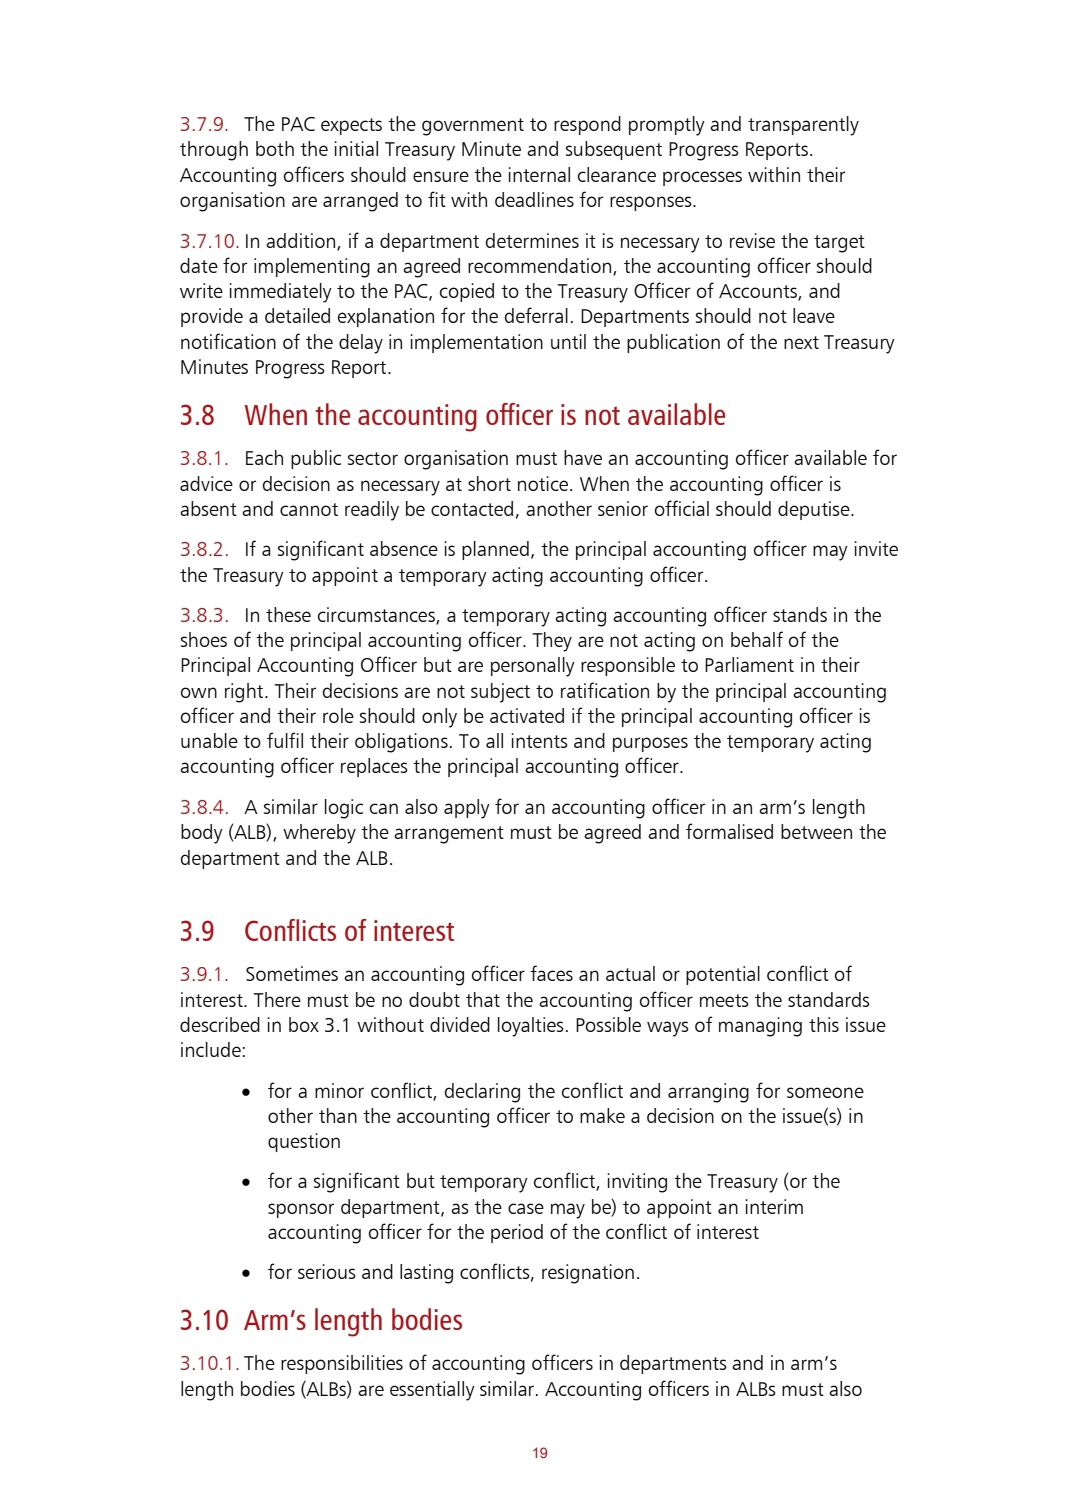 3.7.9. The PAC expects the government to respond promptly and transparently
through both the initial Treasury Minute and subsequent Progress Reports.
Accounting officers should ensure the internal clearance processes within their
organisation are arranged to fit with deadlines for responses.
3.7.10. In addition, if a department determines it is necessary to revise the target
date for implementing an agreed recommendation, the accounting officer should
write immediately to the PAC, copied to the Treasury Officer of Accounts, and
provide a detailed explanation for the deferral. Departments should not leave
notification of the delay in implementation until the publication of the next Treasury
Minutes Progress Report.
3.8 When the accounting officer is not available
3.8.1. Each public sector organisation must have an accounting officer available for
advice or decision as necessary at short notice. When the accounting officer is
absent and cannot readily be contacted, another senior official should deputise.
3.8.2. If a significant absence is planned, the principal accounting officer may invite
the Treasury to appoint a temporary acting accounting officer.
3.8.3. In these circumstances, a temporary acting accounting officer stands in the
shoes of the principal accounting officer. They are not acting on behalf of the
Principal Accounting Officer but are personally responsible to Parliament in their
own right. Their decisions are not subject to ratification by the principal accounting
officer and their role should only be activated if the principal accounting officer is
unable to fulfil their obligations. To all intents and purposes the temporary acting
accounting officer replaces the principal accounting officer.
3.8.4. A similar logic can also apply for an accounting officer in an arm’s length
body (ALB), whereby the arrangement must be agreed and formalised between the
department and the ALB.
3.9 Conflicts of interest
3.9.1. Sometimes an accounting officer faces an actual or potential conflict of
interest. There must be no doubt that the accounting officer meets the standards
described in box 3.1 without divided loyalties. Possible ways of managing this issue
include:
• for a minor conflict, declaring the conflict and arranging for someone
other than the accounting officer to make a decision on the issue(s) in
question
• for a significant but temporary conflict, inviting the Treasury (or the
sponsor department, as the case may be) to appoint an interim
accounting officer for the period of the conflict of interest
• for serious and lasting conflicts, resignation.
3.10 Arm’s length bodies
3.10.1. The responsibilities of accounting officers in departments and in arm’s
length bodies (ALBs) are essentially similar. Accounting officers in ALBs must also
19